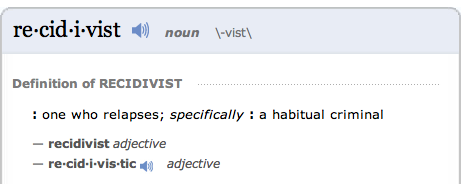 re·cid·i·vist noun \-vist\
Definition of RECIDIVIST
: one who relapses; specifically : a habitual criminal
— recidivist adjective
— re·cid·i·vis·tic adjective